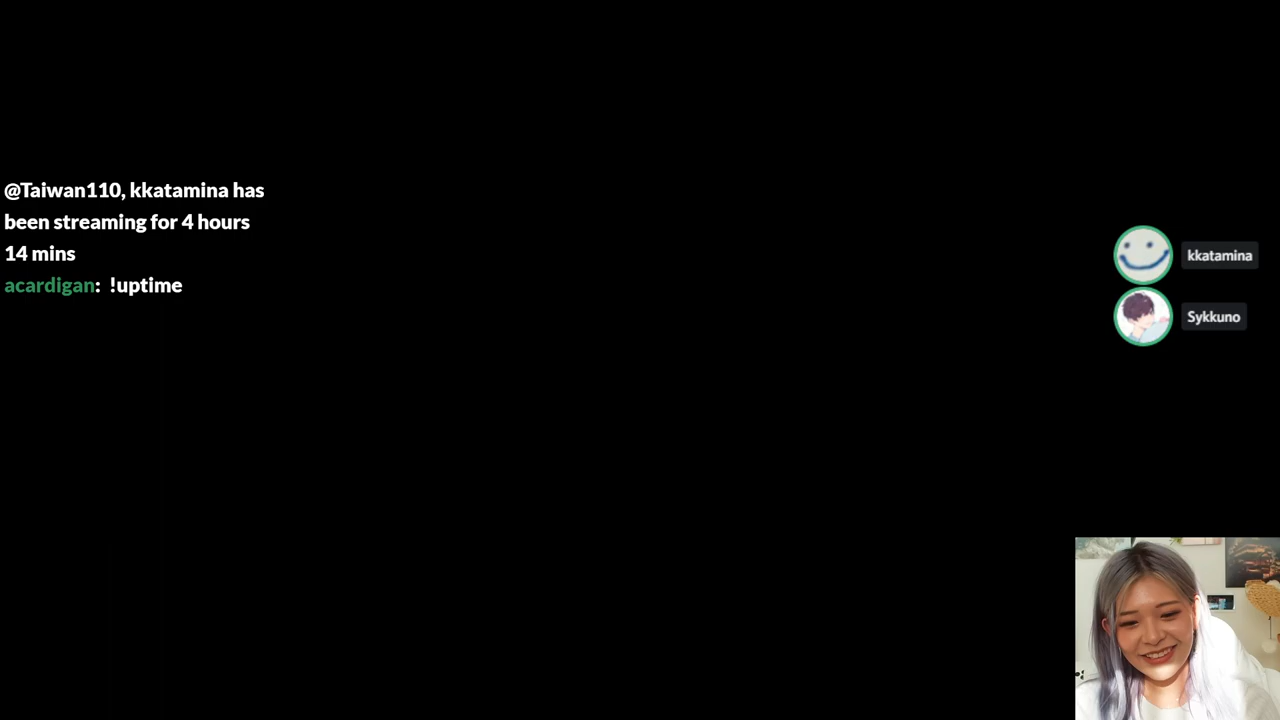 @Taiwan110, kkatamina has
been streaming for 4 hours
14 mins
acardigan: !uptime
kkatamina
Sykkuno